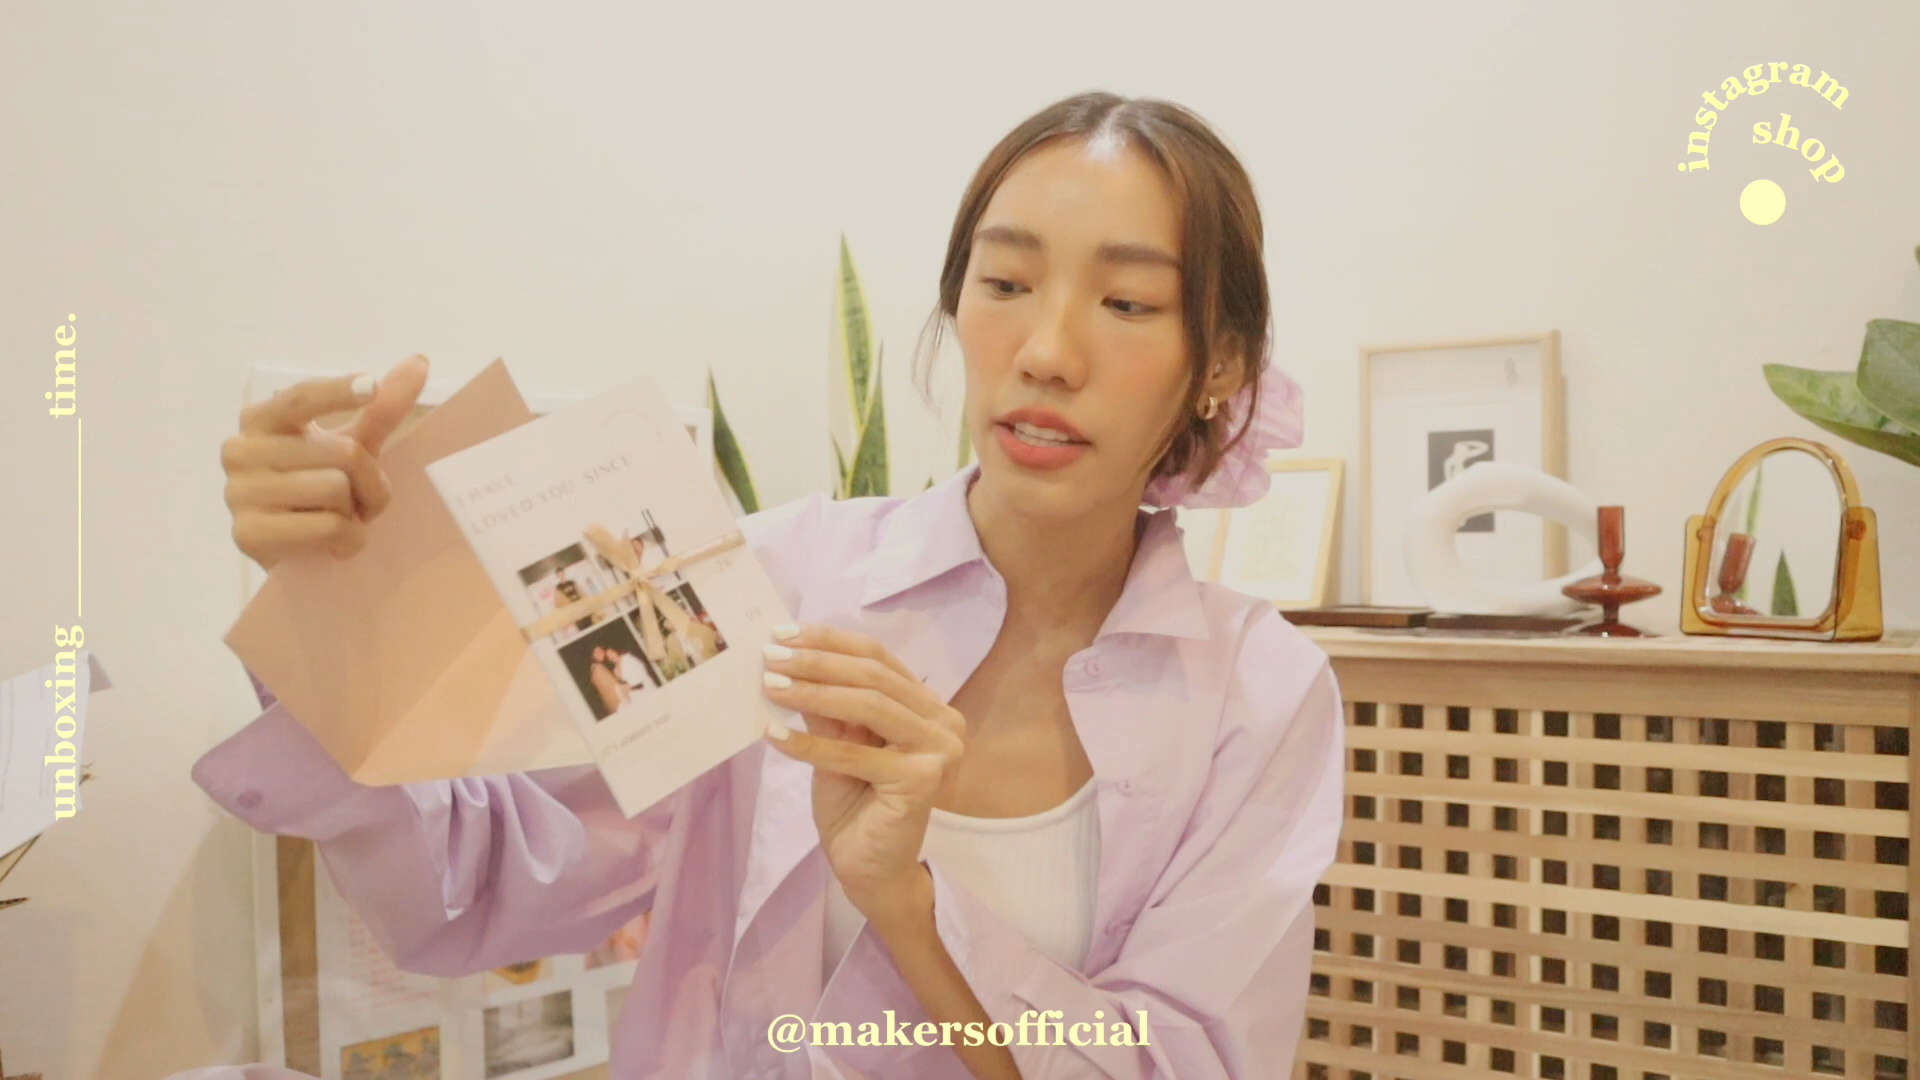 instagram
shop
unboxing
time.
I HAVE
LOVED YOU SINCE
@makersofficial